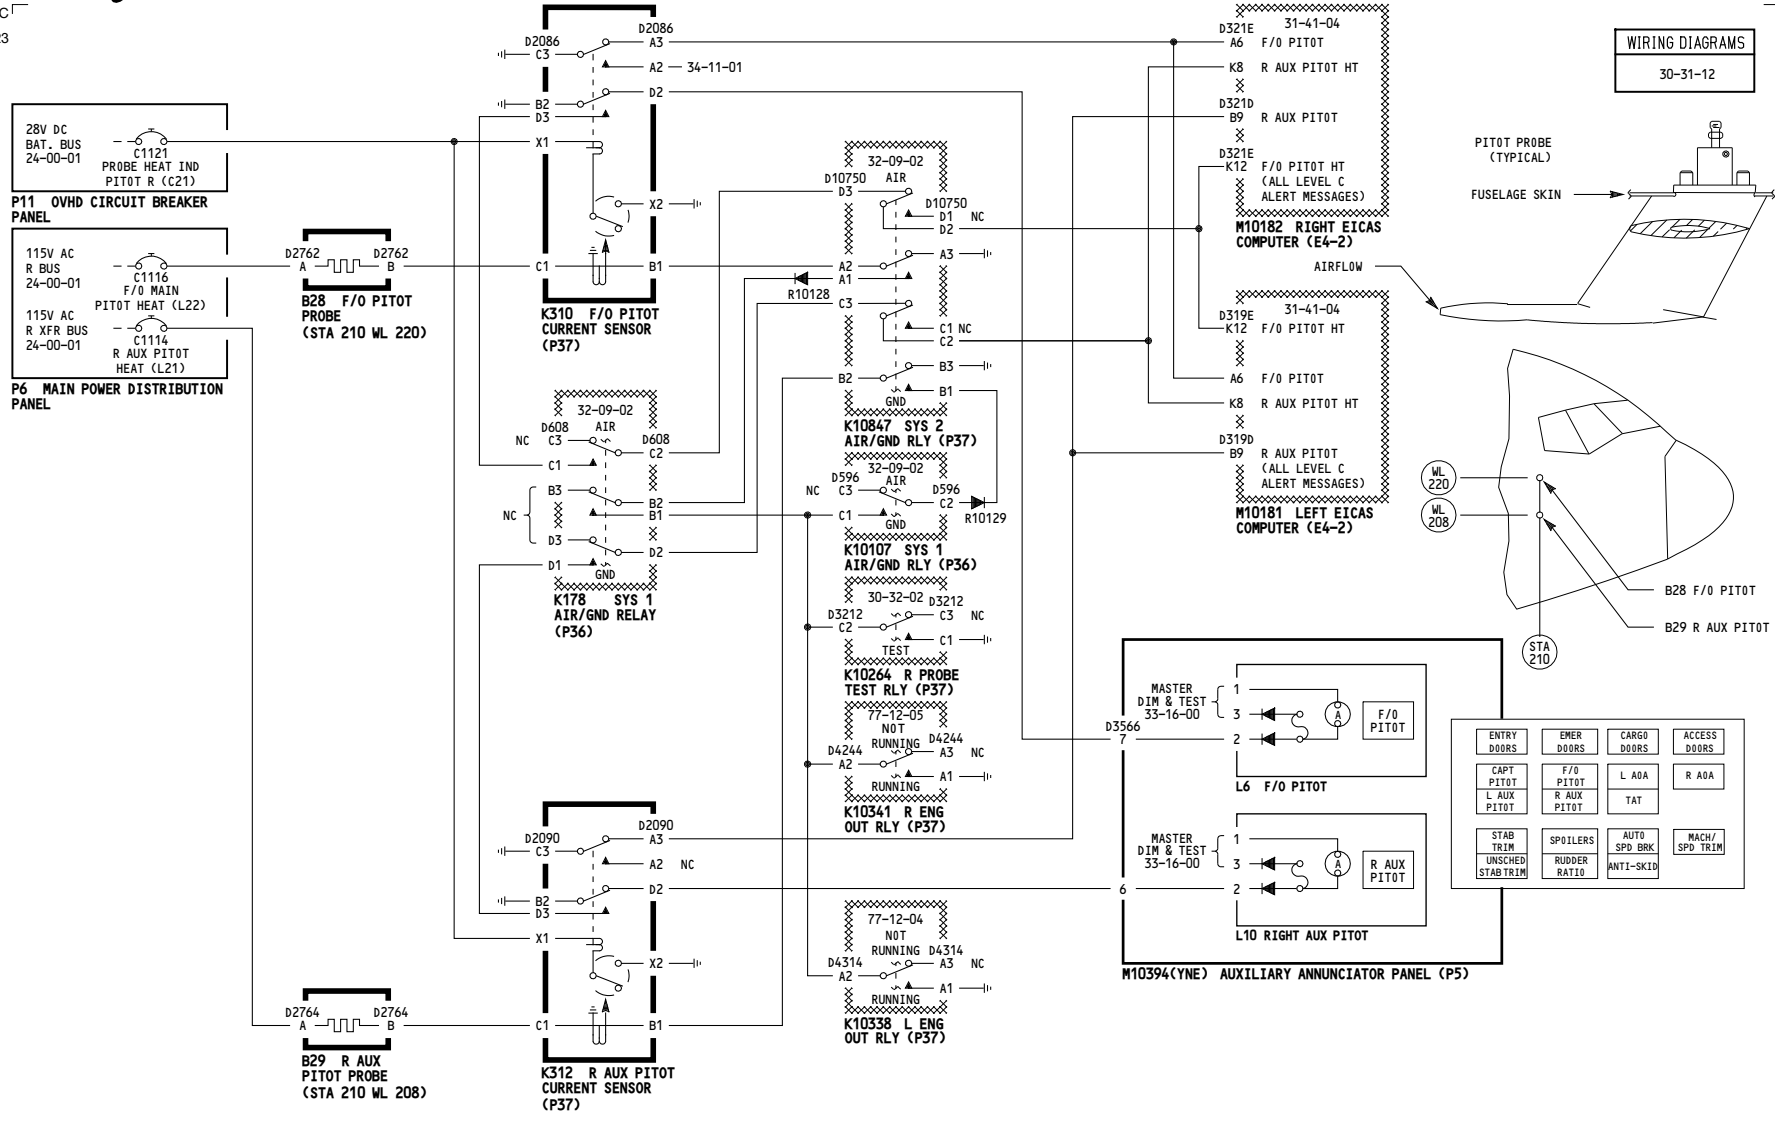 C
23
WIRING DIAGRAMS
30-31-12
28V DC
BAT. BUS
24-00-01
C1121
PROBE HEAT IND
PITOT R (C21)
P11 OVHD CIRCUIT BREAKER
PANEL
115V AC
R BUS
24-00-01
C1116
F/O MAIN
PITOT HEAT (L22)
115V AC
R XFR BUS
24-00-01
C1114
R AUX PITOT
HEAT (L21)
P6 MAIN POWER DISTRIBUTION
PANEL
D2762 D2762
A B
B28 F/O PITOT
PROBE
(STA 210 WL 220)
D2764 D2764
A B
B29 R AUX
PITOT PROBE
(STA 210 WL 208)
D2086 D2086
C3 A3
A2 34-11-01
B2 D2
D3
X1
X2
C1 B1
K310 F/O PITOT
CURRENT SENSOR
(P37)
32-09-02
D608 AIR D608
NC C3 C2
C1
B3 B2
NC B1
D3 D2
D1
GND
K178 SYS 1
AIR/GND RELAY
(P36)
D2090 D2090
C3 A3
A2 NC
B2 D2
D3
X1
X2
C1 B1
K312 R AUX PITOT
CURRENT SENSOR
(P37)
R10128
32-09-02
D10750 AIR
D3 D10750
D1 NC
D2
A2 A3
A1
C3
C1 NC
C2
B2 B3
B1
GND
K10847 SYS 2
AIR/GND RLY (P37)
32-09-02
D596 AIR D596
NC C3 C2
C1
GND
R10129
K10107 SYS 1
AIR/GND RLY (P36)
30-32-02
D3212 D3212
C2 C3 NC
C1
TEST
K10264 R PROBE
TEST RLY (P37)
77-12-05
NOT
RUNNING
D4244 D4244
A2 A3 NC
A1
RUNNING
K10341 R ENG
OUT RLY (P37)
77-12-04
NOT
RUNNING
D4314 D4314
A2 A3 NC
A1
RUNNING
K10338 L ENG
OUT RLY (P37)
31-41-04
D321E
A6 F/O PITOT
K8 R AUX PITOT HT
D321D
B9 R AUX PITOT
D321E
K12 F/O PITOT HT
(ALL LEVEL C
ALERT MESSAGES)
M10182 RIGHT EICAS
COMPUTER (E4-2)
31-41-04
D319E
K12 F/O PITOT HT
A6 F/O PITOT
K8 R AUX PITOT HT
D319D
B9 R AUX PITOT
(ALL LEVEL C
ALERT MESSAGES)
M10181 LEFT EICAS
COMPUTER (E4-2)
PITOT PROBE
(TYPICAL)
FUSELAGE SKIN
AIRFLOW
WL
220
WL
208
B28 F/O PITOT
B29 R AUX PITOT
STA
210
D3566
7
6
MASTER
DIM & TEST
33-16-00
1
3
2
A
F/O
PITOT
L6 F/O PITOT
MASTER
DIM & TEST
33-16-00
1
3
2
A
R AUX
PITOT
L10 RIGHT AUX PITOT
M10394(YNE) AUXILIARY ANNUNCIATOR PANEL (P5)
ENTRY
DOORS
EMER
DOORS
CARGO
DOORS
ACCESS
DOORS
CAPT
PITOT
F/O
PITOT
L AOA
R AOA
L AUX
PITOT
R AUX
PITOT
TAT
STAB
TRIM
SPOILERS
AUTO
SPD BRK
MACH/
SPD TRIM
UNSCHED
STAB TRIM
RUDDER
RATIO
ANTI-SKID